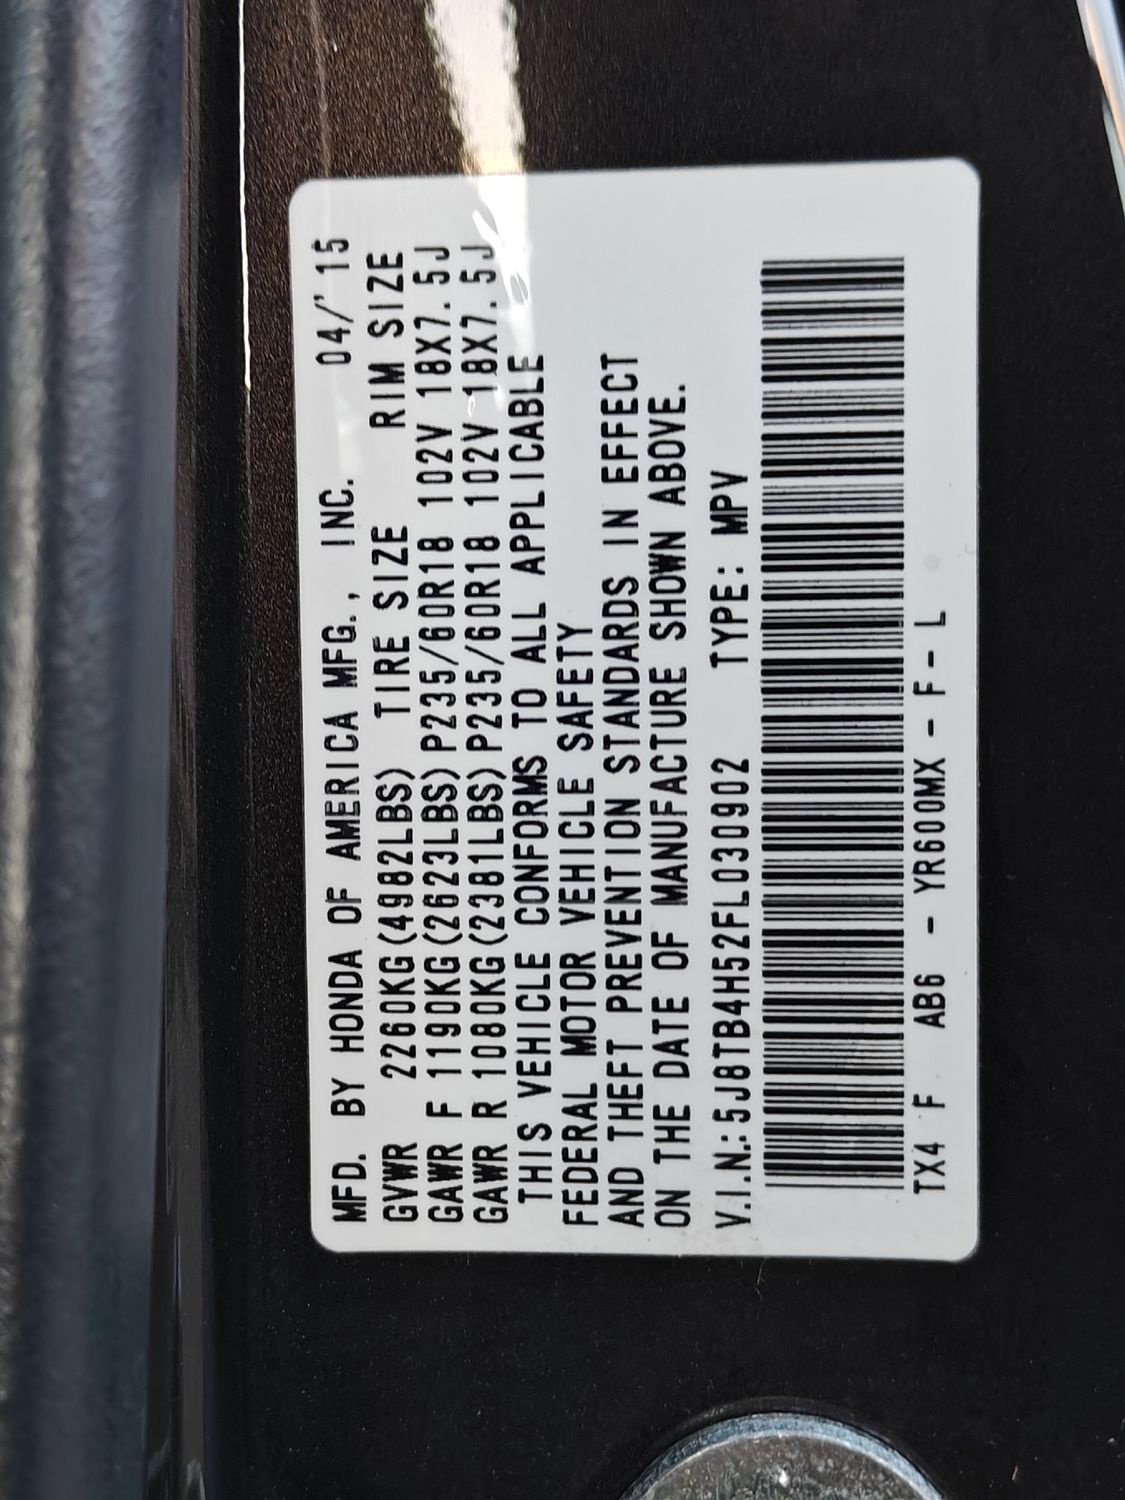 MFD. BY HONDA OF AMERICA MFG., INC. 04/'15
GVWR 2260KG(4982LBS) TIRE SIZE RIM SIZE
GAWR F 1190KG(2623LBS)P235/60R18 102V 18X7.5J
GAWR R 1080KG(2381LBS)P235/60R18 102V 18X7.5J
THIS VEHICLE CONFORMS TO ALL APPLICABLE
FEDERAL MOTOR VEHICLE SAFETY
AND THEFT PREVENTION STANDARDS IN EFFECT
ON THE DATE OF MANUFACTURE SHOWN ABOVE.
V.I.N.:5J8TB4H52FL030902 TYPE: MPV
TX4 F AB6 - YR600MX - F - L